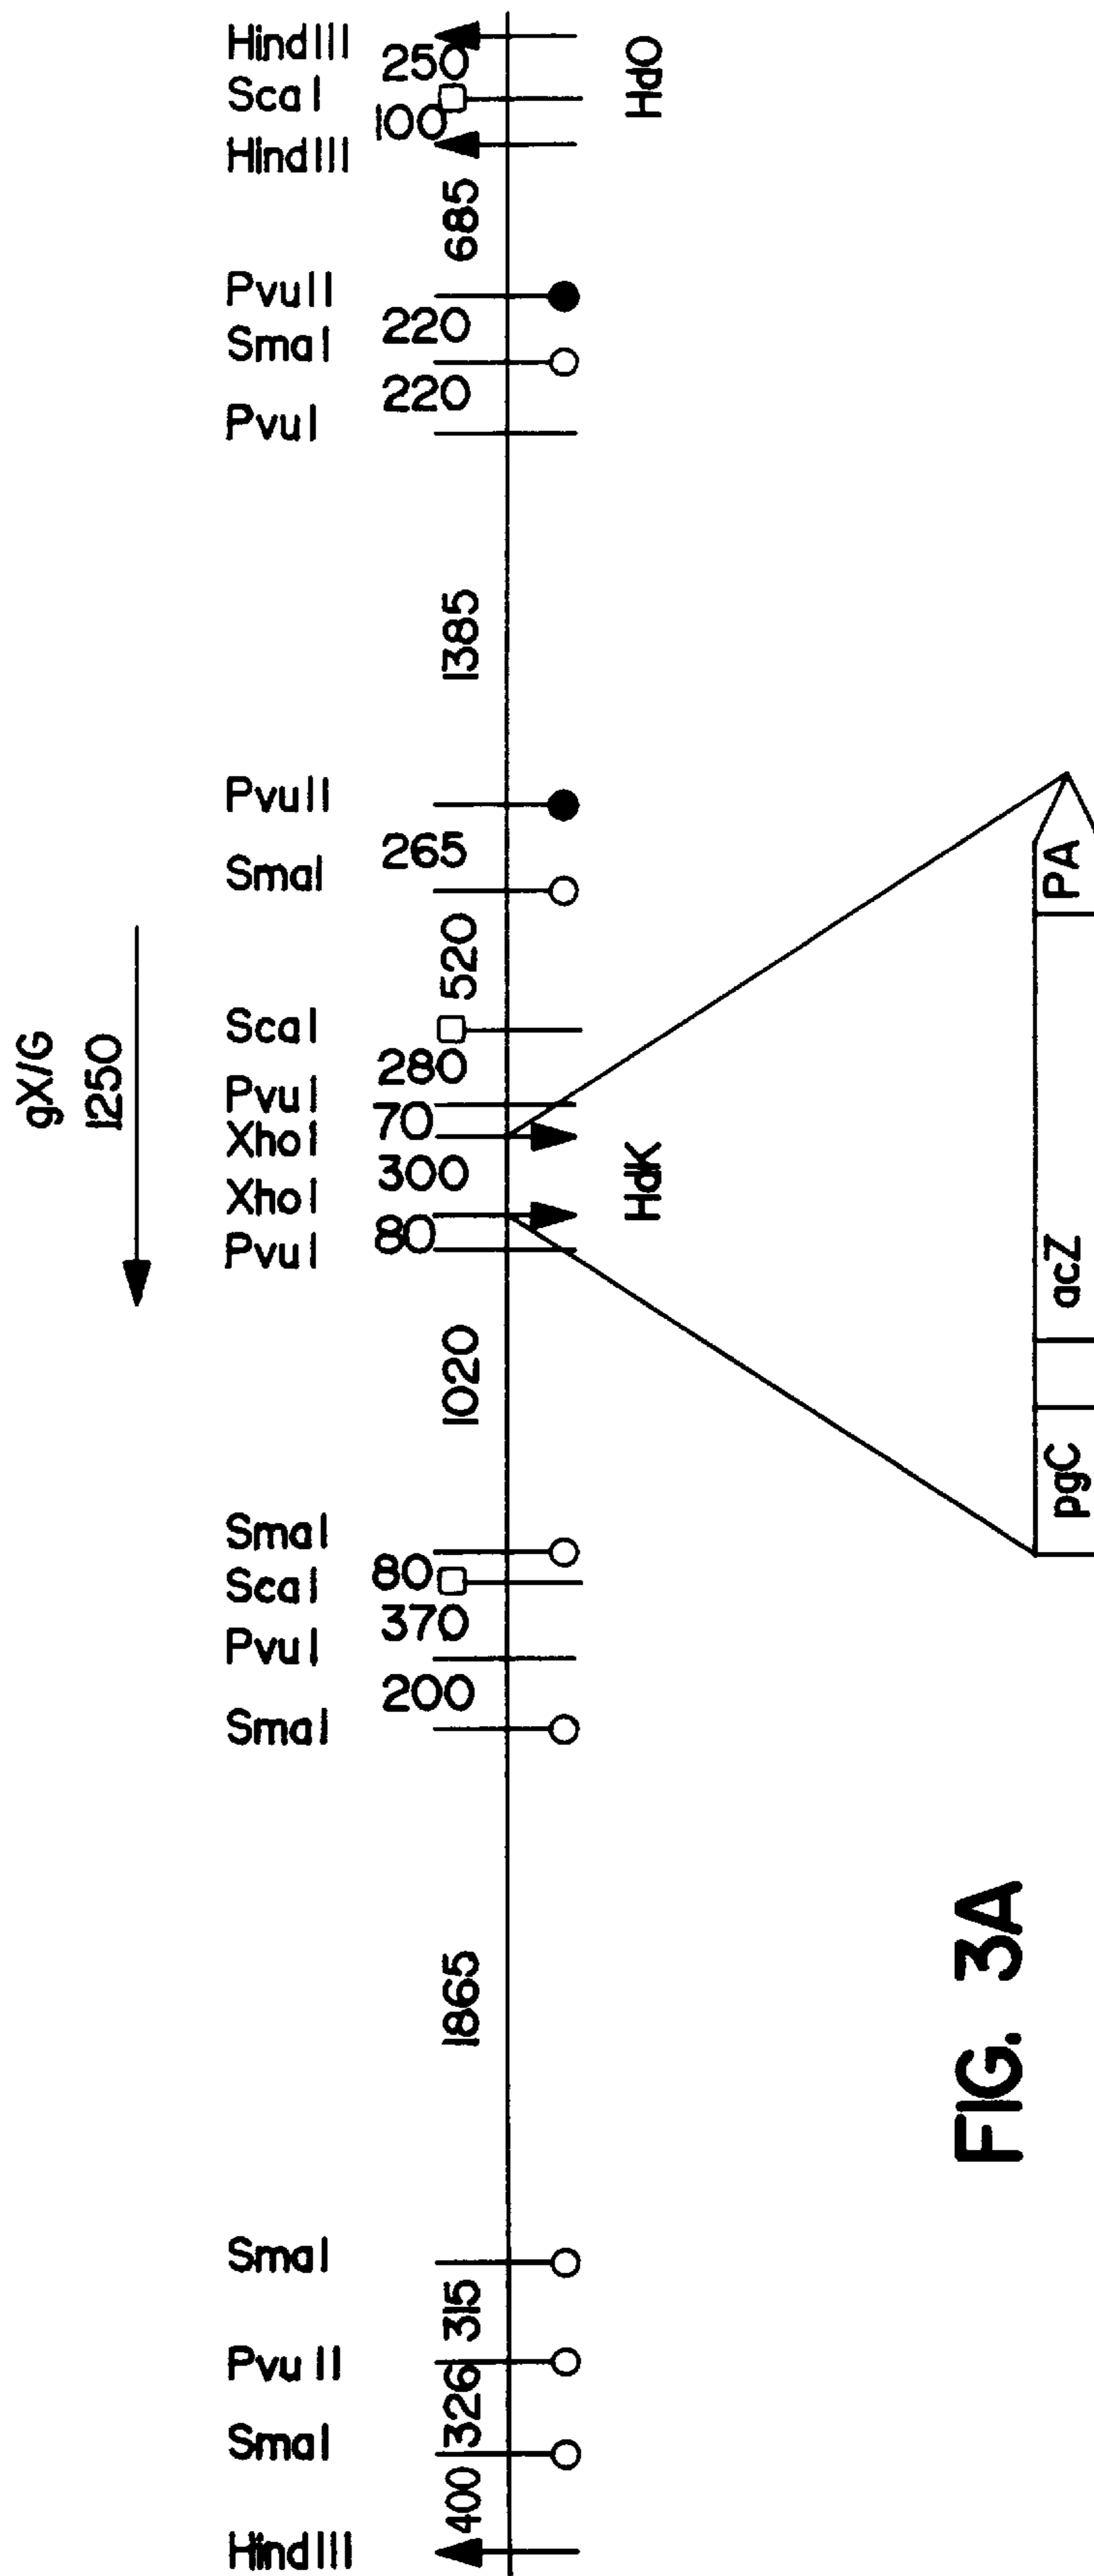 HindIII
250
ScaI
100
HindIII
HdO
685
PvuII
220
SmaI
220
PvuI
1385
PvuII
265
SmaI
520
gX/G
1250
ScaI
280
PvuI
70
XhoI
300
XhoI
80
PvuI
HdK
1020
PA
acZ
pgC
SmaI
80
ScaI
370
PvuI
200
SmaI
1865
SmaI
315
PvuII
326
SmaI
400
HindIII
FIG. 3A